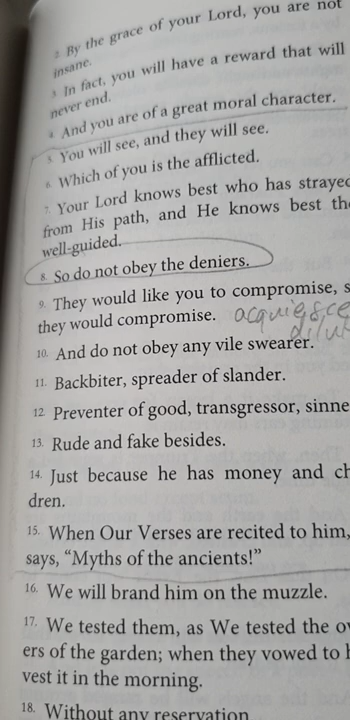 2. By the grace of your Lord, you are not
insane.
3. In fact, you will have a reward that will
never end.
4. And you are of a great moral character.
5. You will see, and they will see.
6. Which of you is the afflicted.
7. Your Lord knows best who has strayed
from His path, and He knows best the
well-guided.
8. So do not obey the deniers.
9. They would like you to compromise, s
they would compromise. acquiesce
dilut
10. And do not obey any vile swearer.
11. Backbiter, spreader of slander.
12. Preventer of good, transgressor, sinne
13. Rude and fake besides.
14. Just because he has money and ch
dren.
15. When Our Verses are recited to him,
says, “Myths of the ancients!”
16. We will brand him on the muzzle.
17. We tested them, as We tested the ow
ers of the garden; when they vowed to h
vest it in the morning.
18. Without any reservation